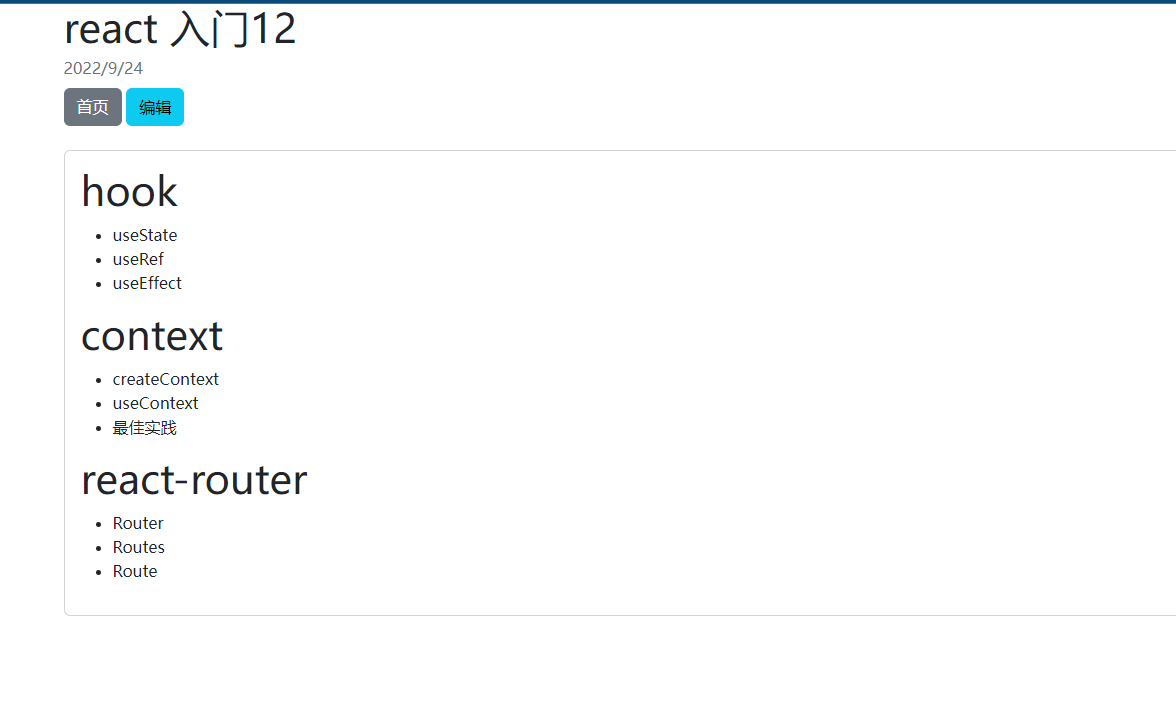 react 入门12
2022/9/24
首页 编辑
hook
useState
useRef
useEffect
context
createContext
useContext
最佳实践
react-router
Router
Routes
Route